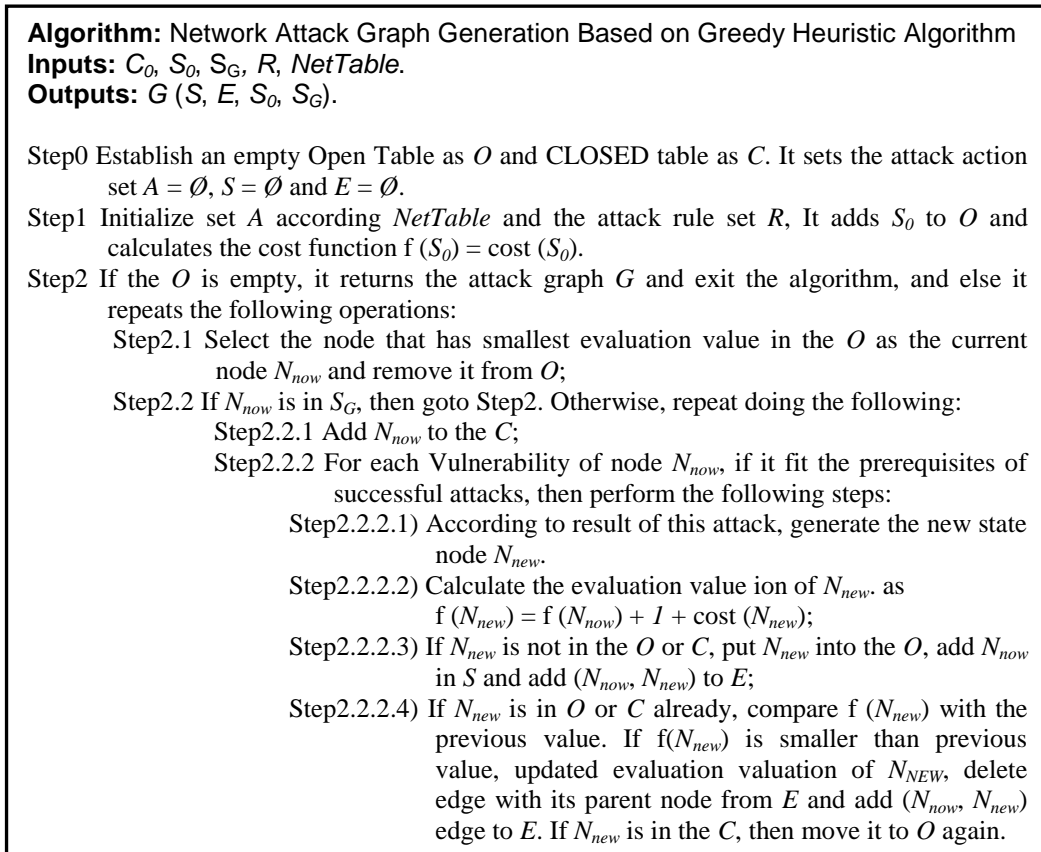 Algorithm: Network Attack Graph Generation Based on Greedy Heuristic Algorithm
Inputs: C0, S0, SG, R, NetTable.
Outputs: G (S, E, S0, SG).
Step0 Establish an empty Open Table as O and CLOSED table as C. It sets the attack action
set A = Ø, S = Ø and E = Ø.
Step1 Initialize set A according NetTable and the attack rule set R, It adds S0 to O and
calculates the cost function f (S0) = cost (S0).
Step2 If the O is empty, it returns the attack graph G and exit the algorithm, and else it
repeats the following operations:
Step2.1 Select the node that has smallest evaluation value in the O as the current
node Nnow and remove it from O;
Step2.2 If Nnow is in SG, then goto Step2. Otherwise, repeat doing the following:
Step2.2.1 Add Nnow to the C;
Step2.2.2 For each Vulnerability of node Nnow, if it fit the prerequisites of
successful attacks, then perform the following steps:
Step2.2.2.1) According to result of this attack, generate the new state
node Nnew.
Step2.2.2.2) Calculate the evaluation value ion of Nnew. as
f (Nnew) = f (Nnow) + 1 + cost (Nnew);
Step2.2.2.3) If Nnew is not in the O or C, put Nnew into the O, add Nnow
in S and add (Nnow, Nnew) to E;
Step2.2.2.4) If Nnew is in O or C already, compare f (Nnew) with the
previous value. If f(Nnew) is smaller than previous
value, updated evaluation valuation of NNEW, delete
edge with its parent node from E and add (Nnow, Nnew)
edge to E. If Nnew is in the C, then move it to O again.